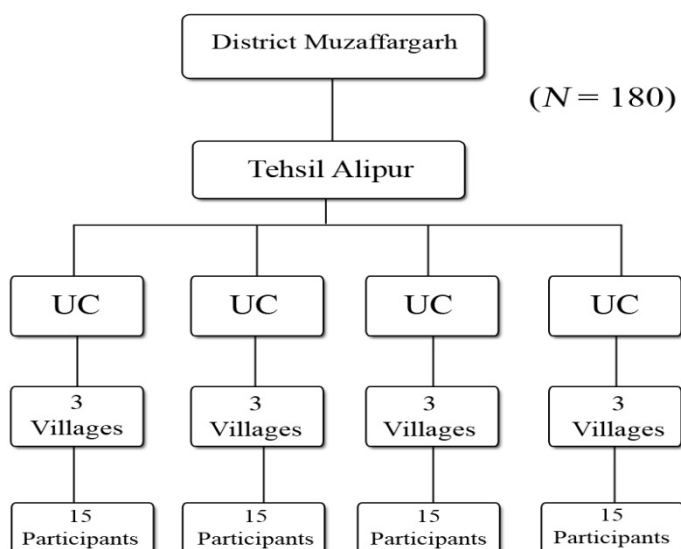 District Muzaffargarh
(N = 180)
Tehsil Alipur
UC
UC
UC
UC
3
Villages
3
Villages
3
Villages
3
Villages
15
Participants
15
Participants
15
Participants
15
Participants